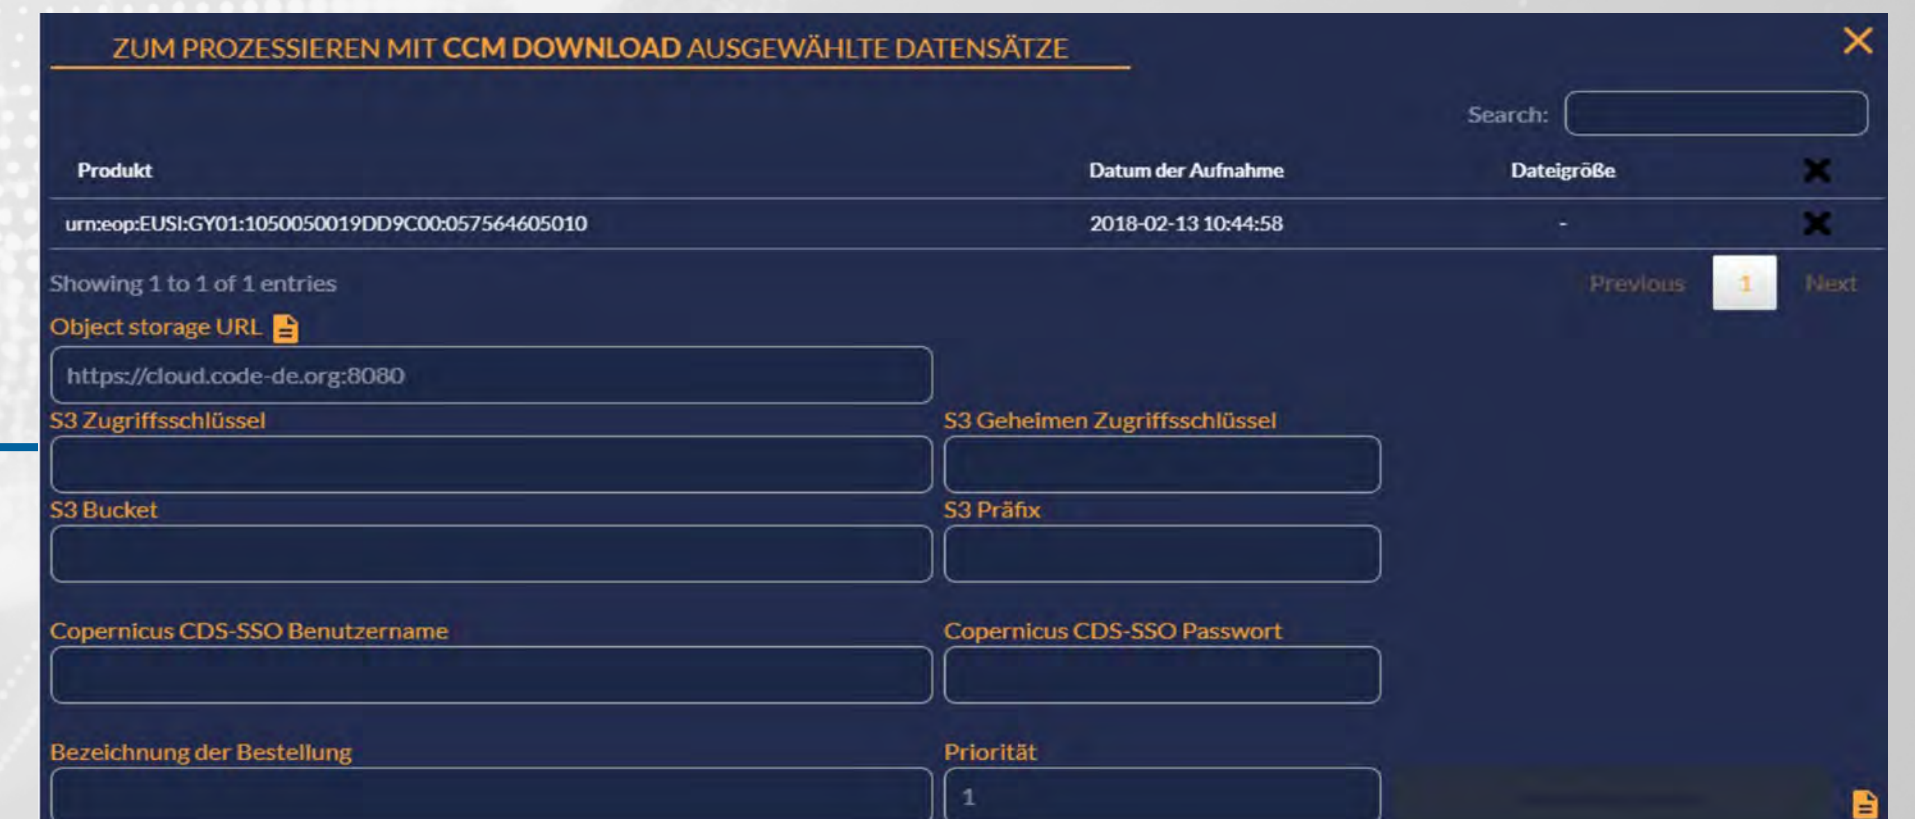 ZUM PROZESSIEREN MIT CCM DOWNLOAD AUSGEWÄHLTE DATENSÄTZE
Search:
Produkt Datum der Aufnahme Dateigröße
urn:eop:EUSI:GY01:1050050019DD9C00:057564605010 2018-02-13 10:44:58 -
Showing 1 to 1 of 1 entries Previous 1 Next
Object storage URL
https://cloud.code-de.org:8080
S3 Zugriffsschlüssel S3 Geheimen Zugriffsschlüssel
S3 Bucket S3 Präfix
Copernicus CDS-SSO Benutzername Copernicus CDS-SSO Passwort
Bezeichnung der Bestellung Priorität
1